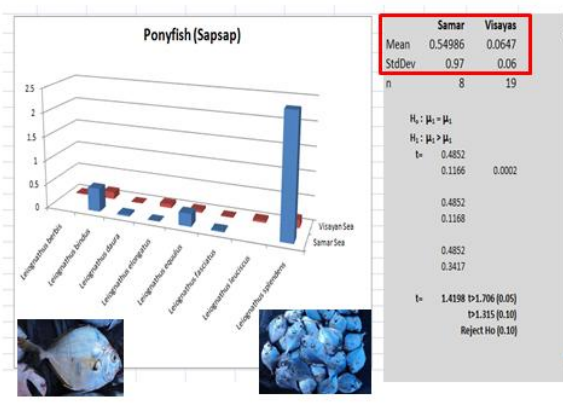 Ponyfish (Sapsap)
2.5
2
1.5
1
0.5
0
Visayan Sea
Samar Sea
Leiognathus berbis
Leiognathus bindus
Leiognathus daura
Leiognathus elongatus
Leiognathus equulus
Leiognathus fasciatus
Leiognathus leuciscus
Leiognathus splendens
Samar Visayas
Mean 0.54986 0.0647
StdDev 0.97 0.06
n 8 19
Hₒ : µ₁ = µ₁
H₁ : µ₁ > µ₁
t= 0.4852
0.1166 0.0002
0.4852
0.1168
0.4852
0.3417
t= 1.4198 t>1.706 (0.05)
t>1.315 (0.10)
Reject Ho (0.10)